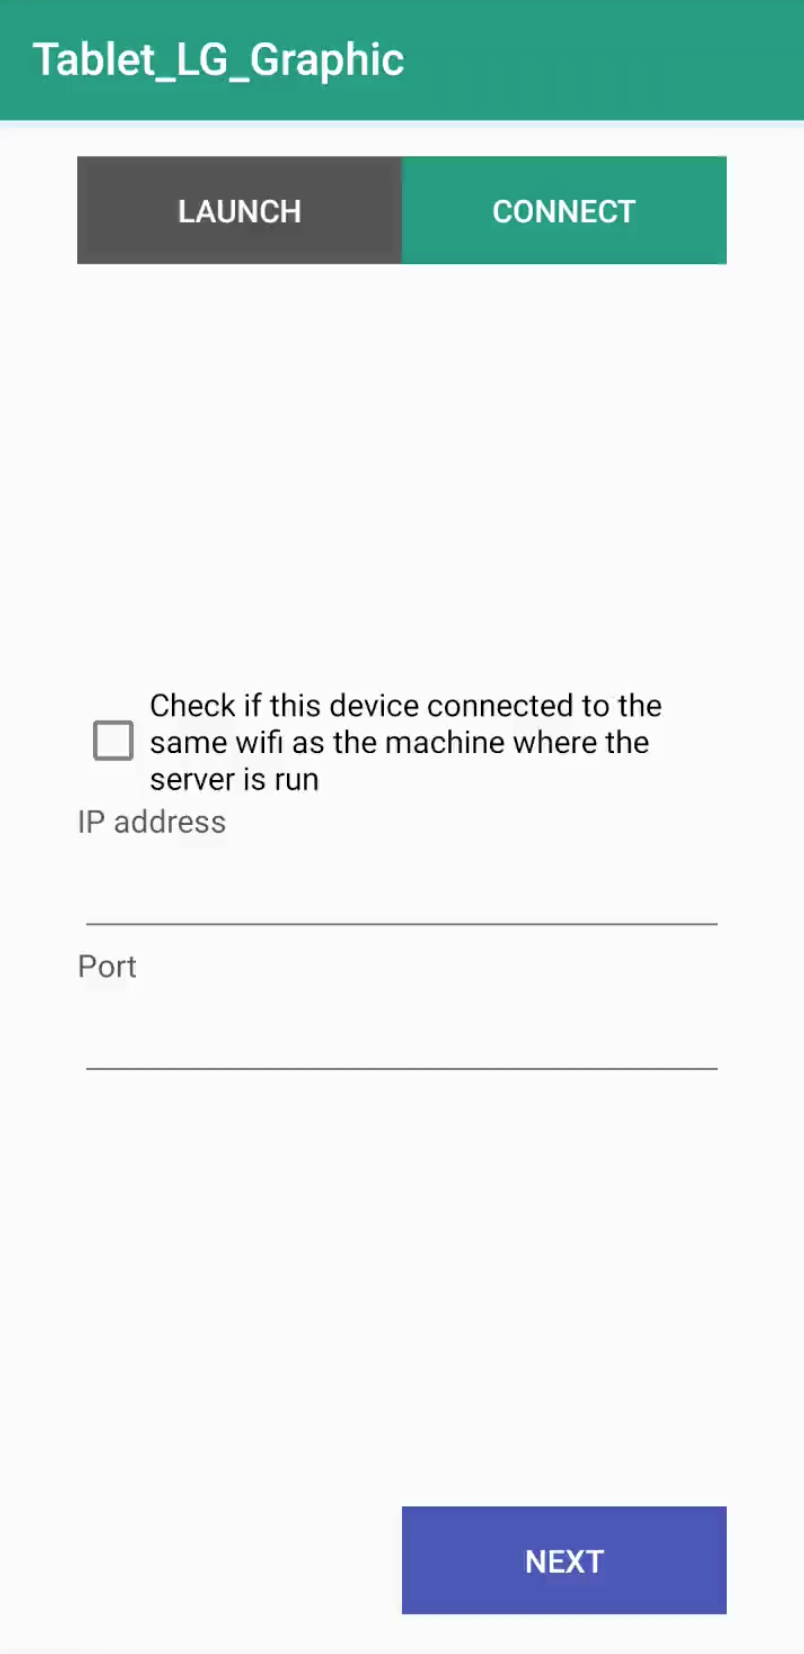 Tablet_LG_Graphic
LAUNCH
CONNECT
Check if this device connected to the
same wifi as the machine where the
server is run
IP address
Port
NEXT